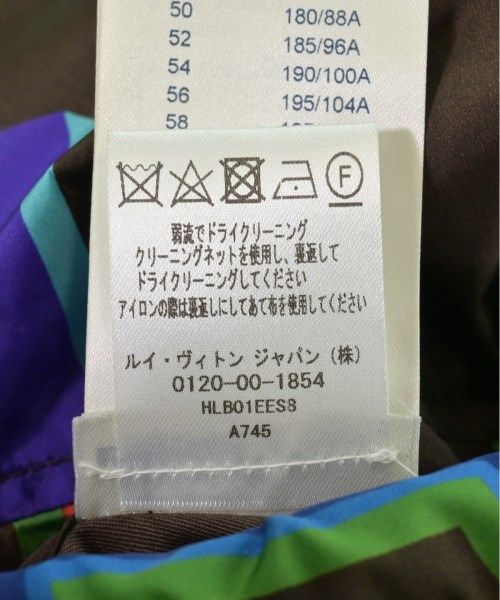 50 180/88A
52 185/96A
54 190/100A
56 195/104A
58
F
弱流でドライクリーニング
クリーニングネットを使用し、裏返して
ドライクリーニングしてください
アイロンの際は裏返しにしてあて布を使用してください
ルイ・ヴィトン ジャパン (株)
0120-00-1854
HLB01EES8
A745